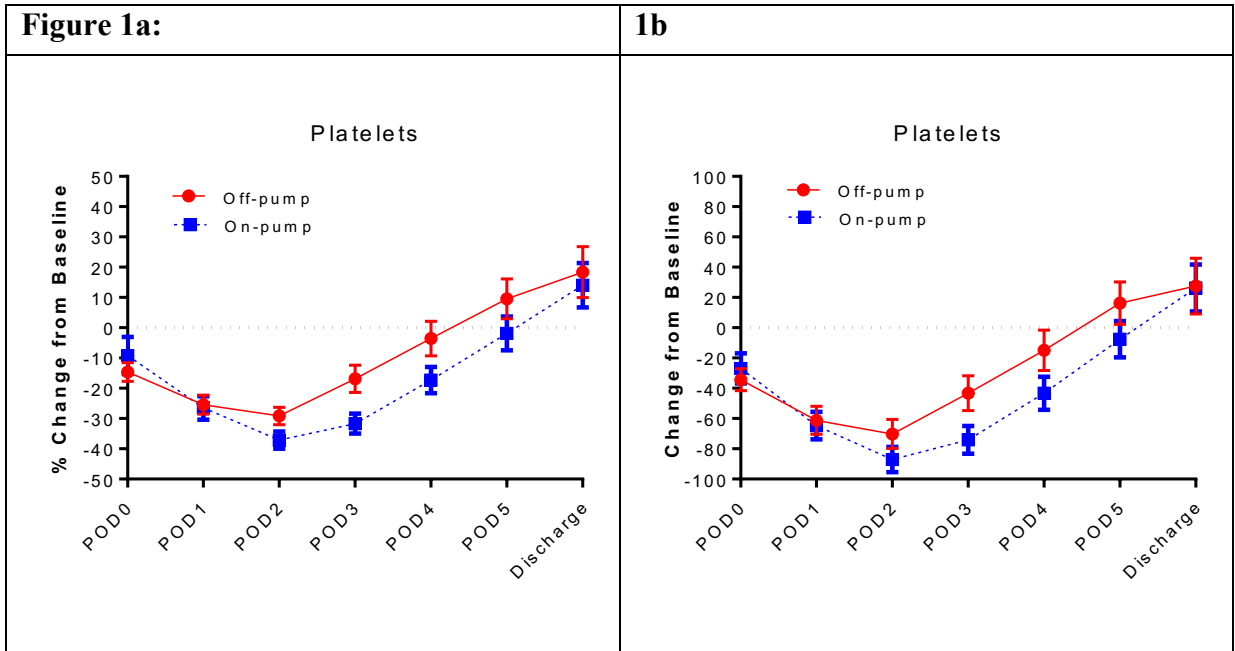 Figure 1a:
1b
Platelets
% Change from Baseline
50
40
30
20
10
0
-10
-20
-30
-40
-50
Off-pump
On-pump
POD0
POD1
POD2
POD3
POD4
POD5
Discharge
Platelets
Change from Baseline
100
80
60
40
20
0
-20
-40
-60
-80
-100
Off-pump
On-pump
POD0
POD1
POD2
POD3
POD4
POD5
Discharge